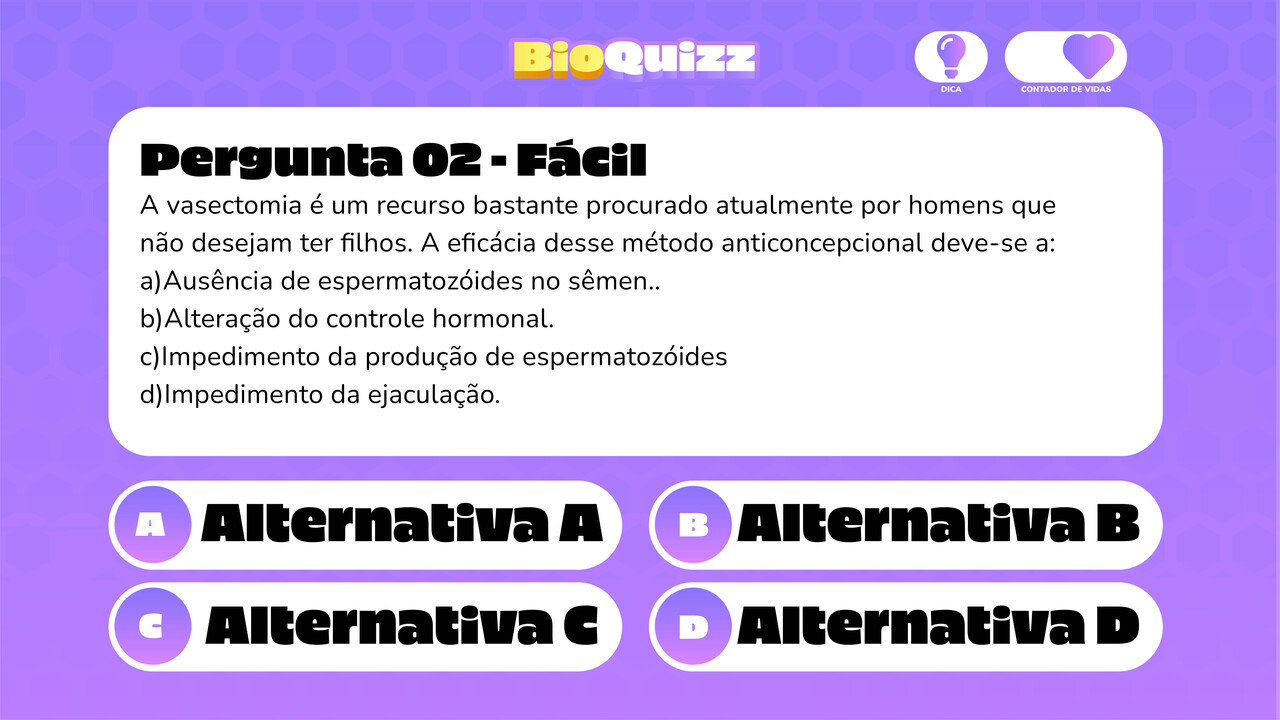 BioQuizz
DICA
CONTADOR DE VIDAS
Pergunta 02 - Fácil
A vasectomia é um recurso bastante procurado atualmente por homens que
não desejam ter filhos. A eficácia desse método anticoncepcional deve-se a:
a)Ausência de espermatozóides no sêmen..
b)Alteração do controle hormonal.
c)Impedimento da produção de espermatozóides
d)Impedimento da ejaculação.
A Alternativa A
B Alternativa B
C Alternativa C
D Alternativa D